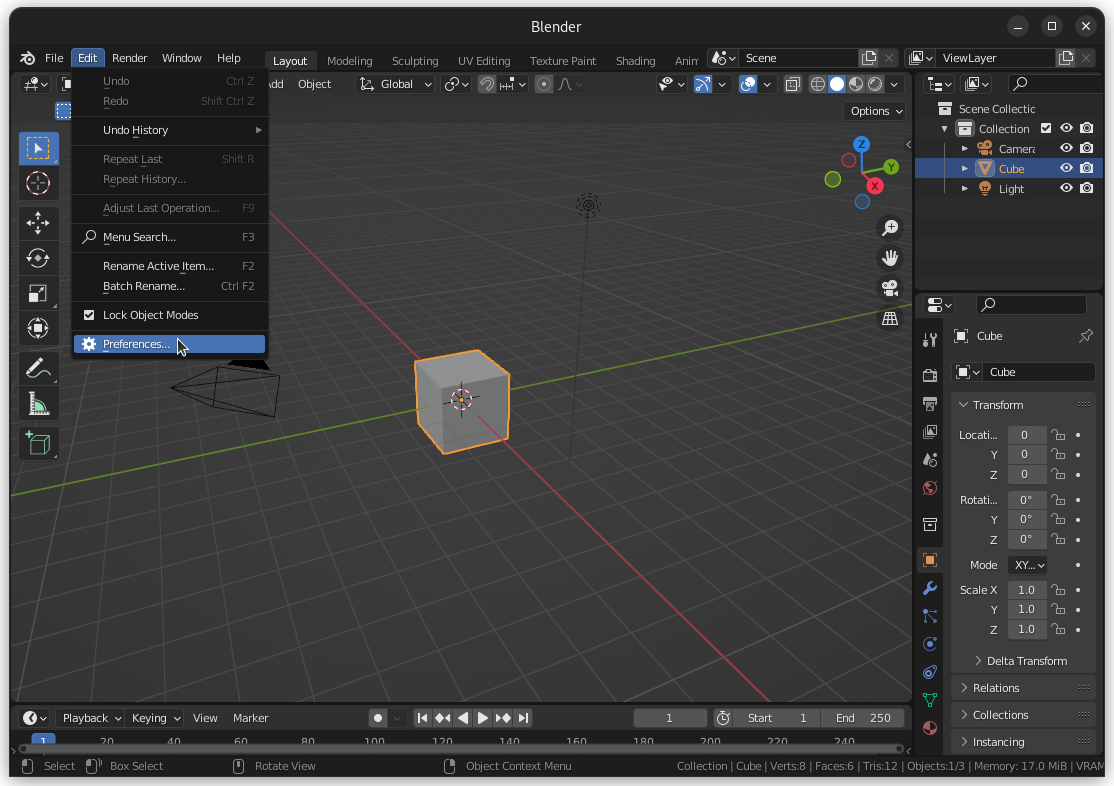 Blender
File Edit Render Window Help Layout Modeling Sculpting UV Editing Texture Paint Shading Anim Scene ViewLayer
Object Global
Options
Undo Ctrl Z
Redo Shift Ctrl Z
Undo History
Repeat Last Shift R
Repeat History...
Adjust Last Operation... F9
Menu Search... F3
Rename Active Item... F2
Batch Rename... Ctrl F2
Lock Object Modes
Preferences...
Z
Y
X
Scene Collectic
Collection
Camera
Cube
Light
Cube
Cube
Transform
Locati... 0
Y 0
Z 0
Rotati... 0°
Y 0°
Z 0°
Mode XY...
Scale X 1.0
Y 1.0
Z 1.0
Delta Transform
Relations
Collections
Instancing
Playback Keying View Marker 1 Start 1 End 250
1 20 40 60 80 100 120 140 160 180 200 220 240
Select Box Select Rotate View Object Context Menu Collection | Cube | Verts:8 | Faces:6 | Tris:12 | Objects:1/3 | Memory: 17.0 MiB | VRAM